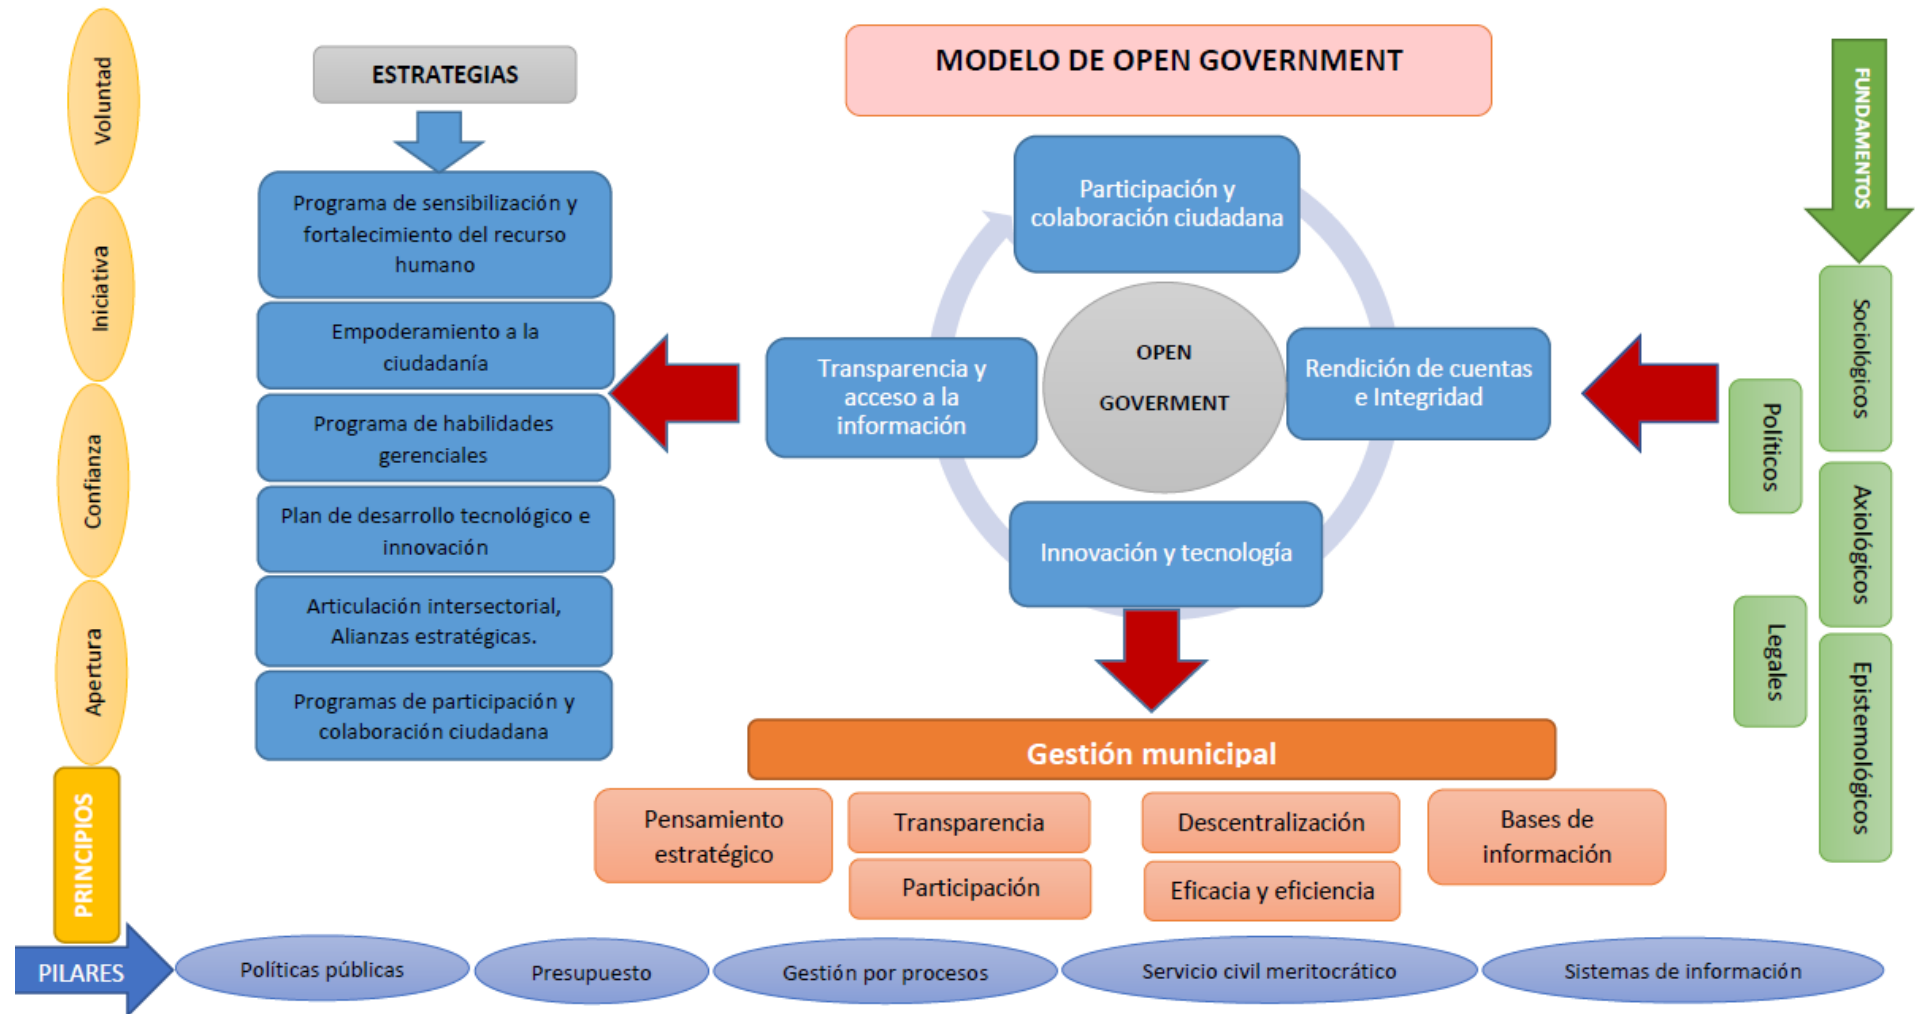 MODELO DE OPEN GOVERNMENT
ESTRATEGIAS
Programa de sensibilización y
fortalecimiento del recurso
humano
Empoderamiento a la
ciudadanía
Programa de habilidades
gerenciales
Plan de desarrollo tecnológico e
innovación
Articulación intersectorial,
Alianzas estratégicas.
Programas de participación y
colaboración ciudadana
Participación y
colaboración ciudadana
Rendición de cuentas
e Integridad
Innovación y tecnología
Transparencia y
acceso a la
información
OPEN
GOVERMENT
FUNDAMENTOS
Sociológicos
Políticos
Axiológicos
Legales
Epistemológicos
Gestión municipal
Pensamiento
estratégico
Transparencia
Participación
Descentralización
Eficacia y eficiencia
Bases de
información
Voluntad
Iniciativa
Confianza
Apertura
PRINCIPIOS
PILARES
Políticas públicas
Presupuesto
Gestión por procesos
Servicio civil meritocrático
Sistemas de información